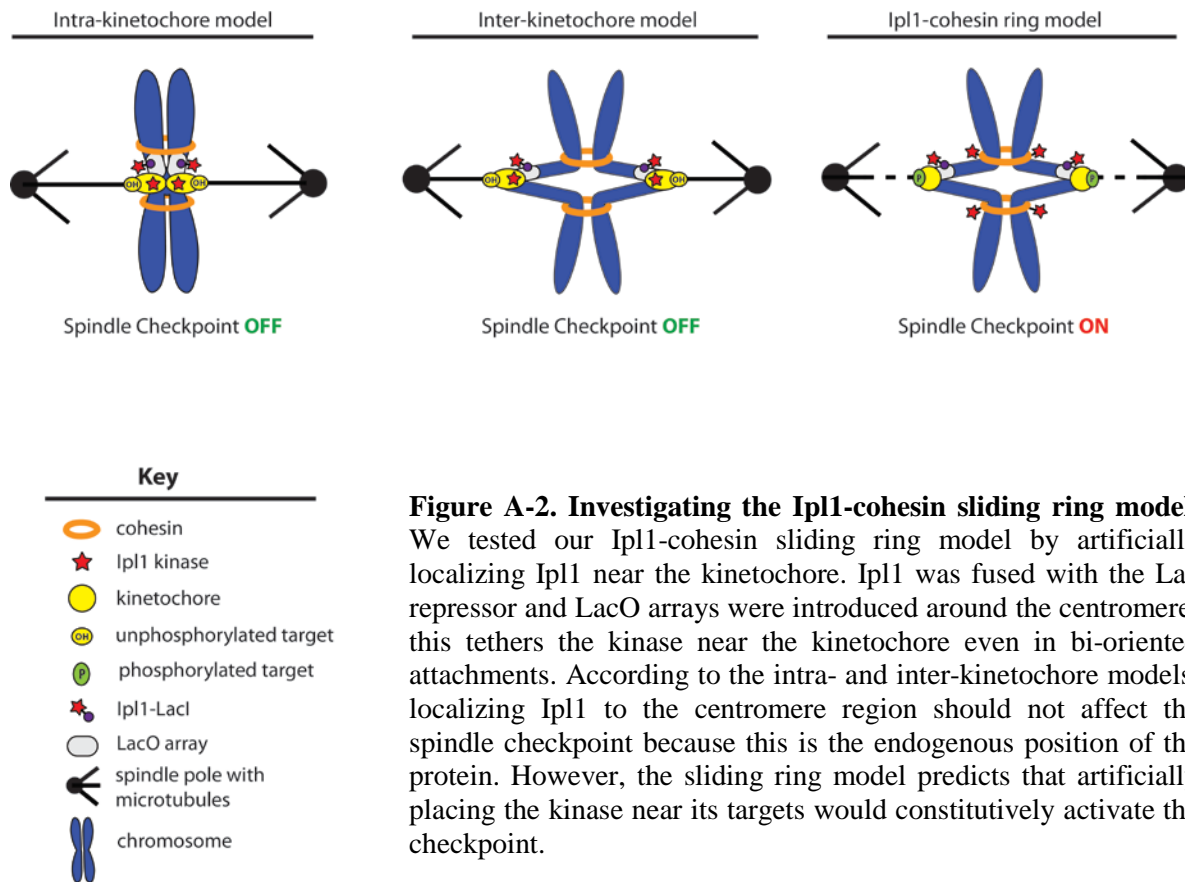 Intra-kinetochore model
Inter-kinetochore model
Ipl1-cohesin ring model
OH OH
OH OH
P P
Spindle Checkpoint OFF
Spindle Checkpoint OFF
Spindle Checkpoint ON
Key
cohesin
Ipl1 kinase
kinetochore
OH unphosphorylated target
P phosphorylated target
Ipl1-LacI
LacO array
spindle pole with
microtubules
chromosome
Figure A-2. Investigating the Ipl1-cohesin sliding ring model
We tested our Ipl1-cohesin sliding ring model by artificiall
localizing Ipl1 near the kinetochore. Ipl1 was fused with the La
repressor and LacO arrays were introduced around the centromere
this tethers the kinase near the kinetochore even in bi-oriente
attachments. According to the intra- and inter-kinetochore models
localizing Ipl1 to the centromere region should not affect th
spindle checkpoint because this is the endogenous position of th
protein. However, the sliding ring model predicts that artificiall
placing the kinase near its targets would constitutively activate th
checkpoint.